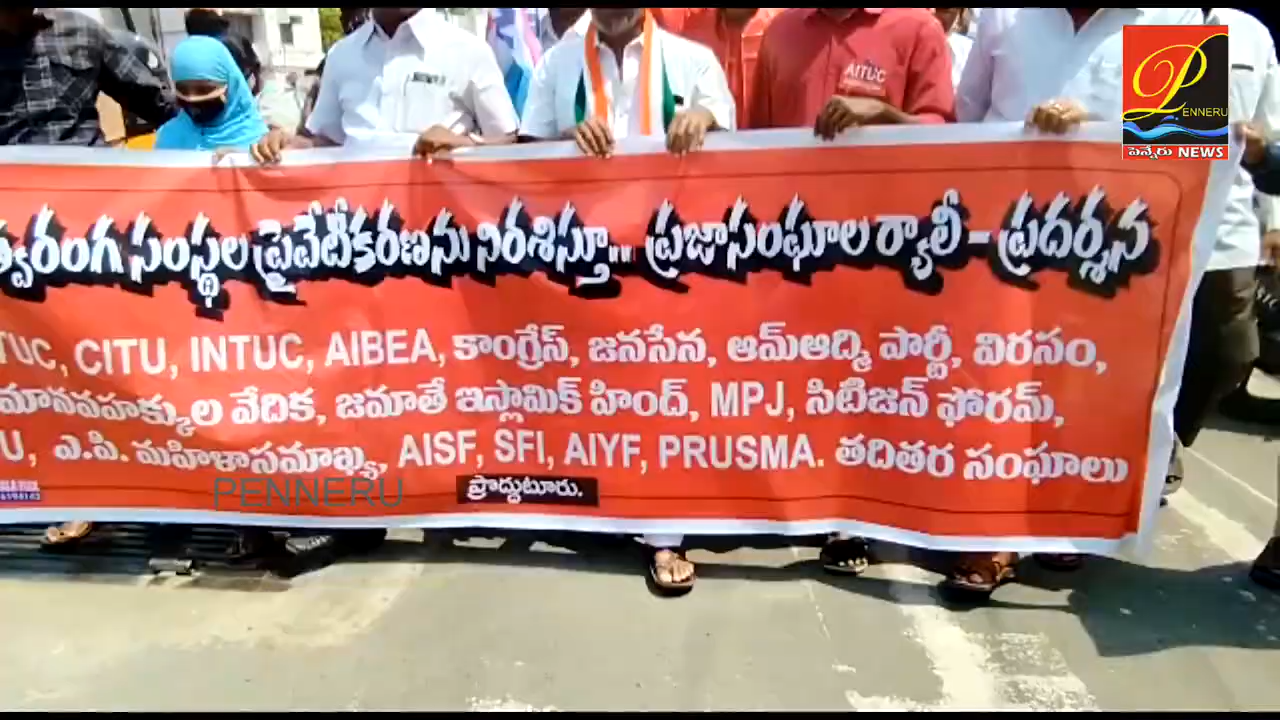 AITUC
PENNERU
పెన్నేరు NEWS
సంస్థల ప్రైవేటీకరణను నిరశిస్తూ.. ప్రజాసంఘాల ర్యాలీ - ప్రదర్శన
TUC, CITU, INTUC, AIBEA, కాంగ్రేస్, జనసేన, ఆమ్ఆద్మి పార్టీ, విరసం,
మానవహక్కుల వేదిక, జమాతే ఇస్లామిక్ హింద్, MPJ, సిటిజన్ ఫోరమ్,
U, ఎ.పి. మహిళాసమాఖ్య, AISF, SFI, AIYF, PRUSMA. తదితర సంఘాలు
ప్రొద్దుటూరు.
PENNERU